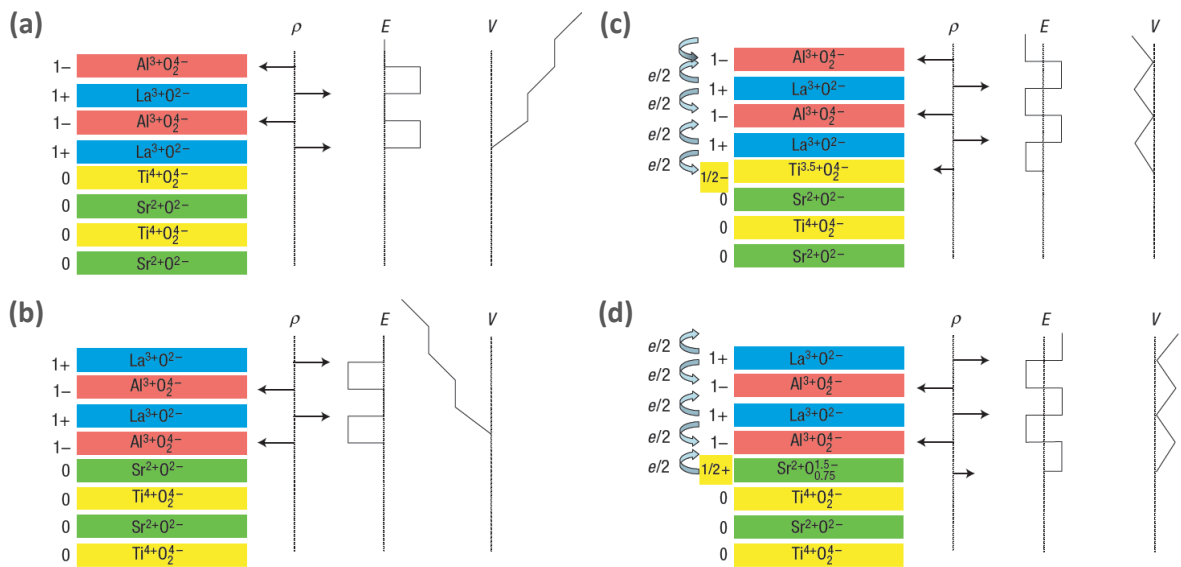 (a)
ρ E V
1− Al³⁺O₂⁴⁻
1+ La³⁺O²⁻
1− Al³⁺O₂⁴⁻
1+ La³⁺O²⁻
0 Ti⁴⁺O₂⁴⁻
0 Sr²⁺O²⁻
0 Ti⁴⁺O₂⁴⁻
0 Sr²⁺O²⁻
(b)
ρ E V
1+ La³⁺O²⁻
1− Al³⁺O₂⁴⁻
1+ La³⁺O²⁻
1− Al³⁺O₂⁴⁻
0 Sr²⁺O²⁻
0 Ti⁴⁺O₂⁴⁻
0 Sr²⁺O²⁻
0 Ti⁴⁺O₂⁴⁻
(c)
ρ E V
1− Al³⁺O₂⁴⁻
e/2
1+ La³⁺O²⁻
e/2
1− Al³⁺O₂⁴⁻
e/2
1+ La³⁺O²⁻
e/2
1/2− Ti³·⁵⁺O₂⁴⁻
0 Sr²⁺O²⁻
0 Ti⁴⁺O₂⁴⁻
0 Sr²⁺O²⁻
(d)
ρ E V
e/2
1+ La³⁺O²⁻
e/2
1− Al³⁺O₂⁴⁻
e/2
1+ La³⁺O²⁻
e/2
1− Al³⁺O₂⁴⁻
e/2
1/2+ Sr²⁺O₀.₇₅¹·⁵⁻
0 Ti⁴⁺O₂⁴⁻
0 Sr²⁺O²⁻
0 Ti⁴⁺O₂⁴⁻